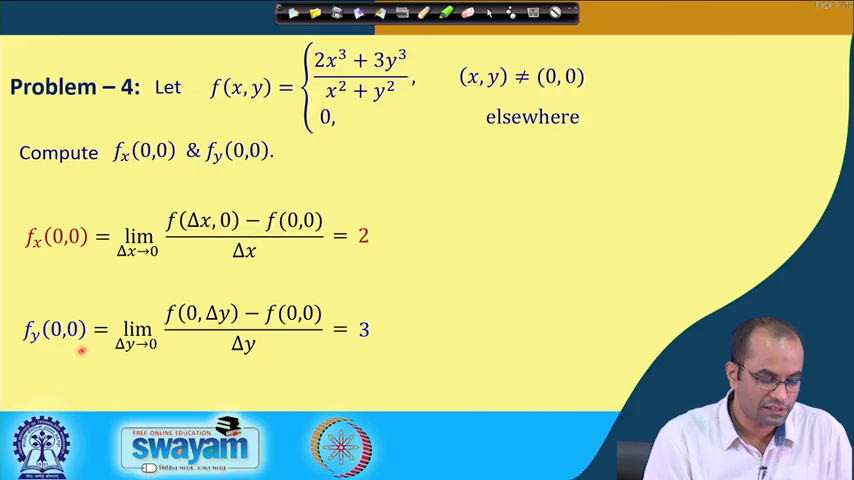 Problem – 4: Let f(x, y) = { (2x³ + 3y³)/(x² + y²), (x, y) ≠ (0, 0)
0, elsewhere
Compute fₓ(0,0) & f_y(0,0).
fₓ(0,0) = lim_{Δx→0} (f(Δx, 0) − f(0,0))/Δx = 2
f_y(0,0) = lim_{Δy→0} (f(0, Δy) − f(0,0))/Δy = 3
FREE ONLINE EDUCATION
swayam